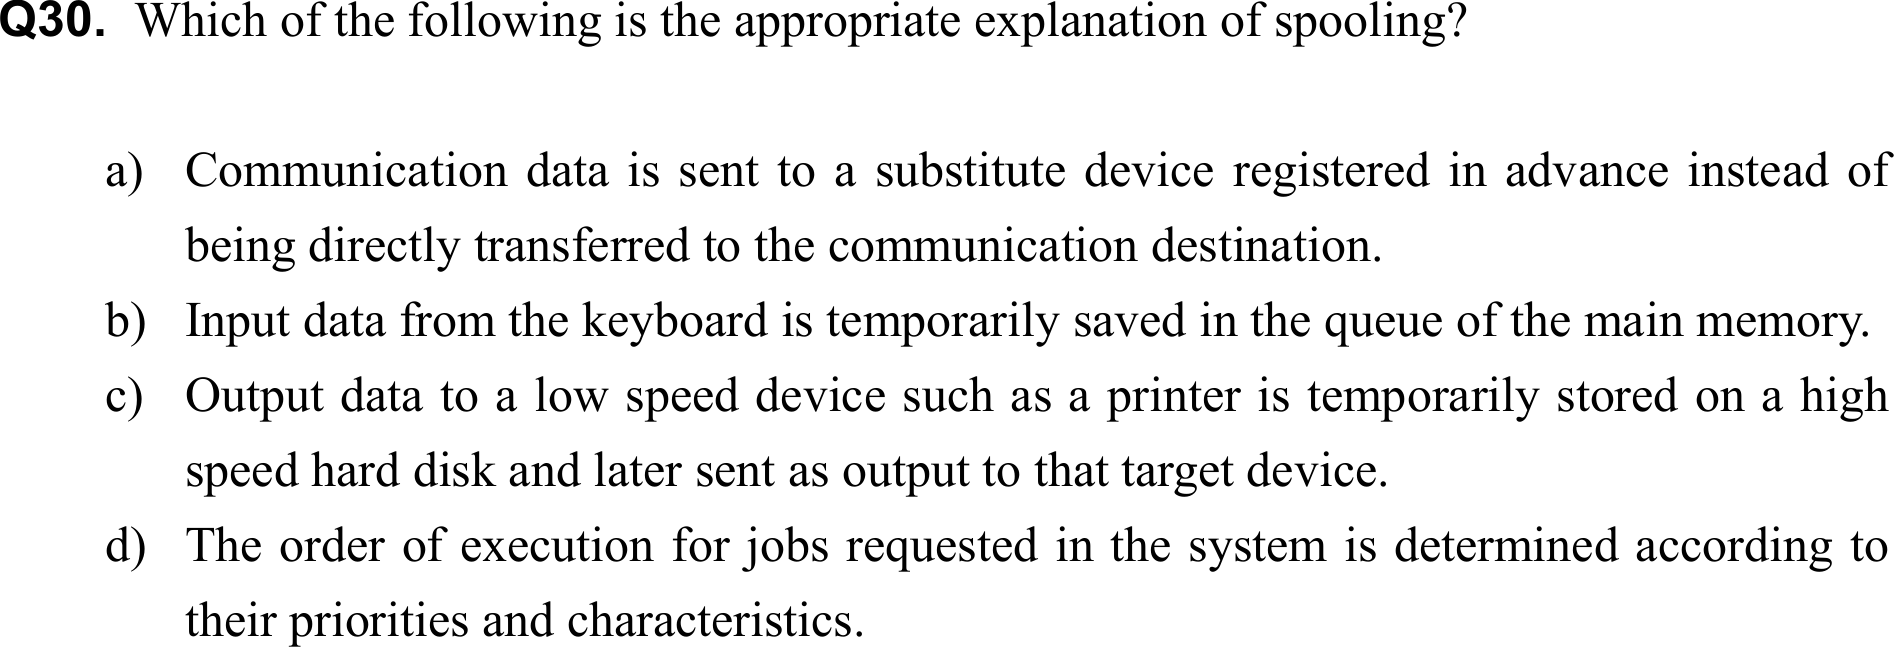 Q30. Which of the following is the appropriate explanation of spooling?
a) Communication data is sent to a substitute device registered in advance instead of
being directly transferred to the communication destination.
b) Input data from the keyboard is temporarily saved in the queue of the main memory.
c) Output data to a low speed device such as a printer is temporarily stored on a high
speed hard disk and later sent as output to that target device.
d) The order of execution for jobs requested in the system is determined according to
their priorities and characteristics.